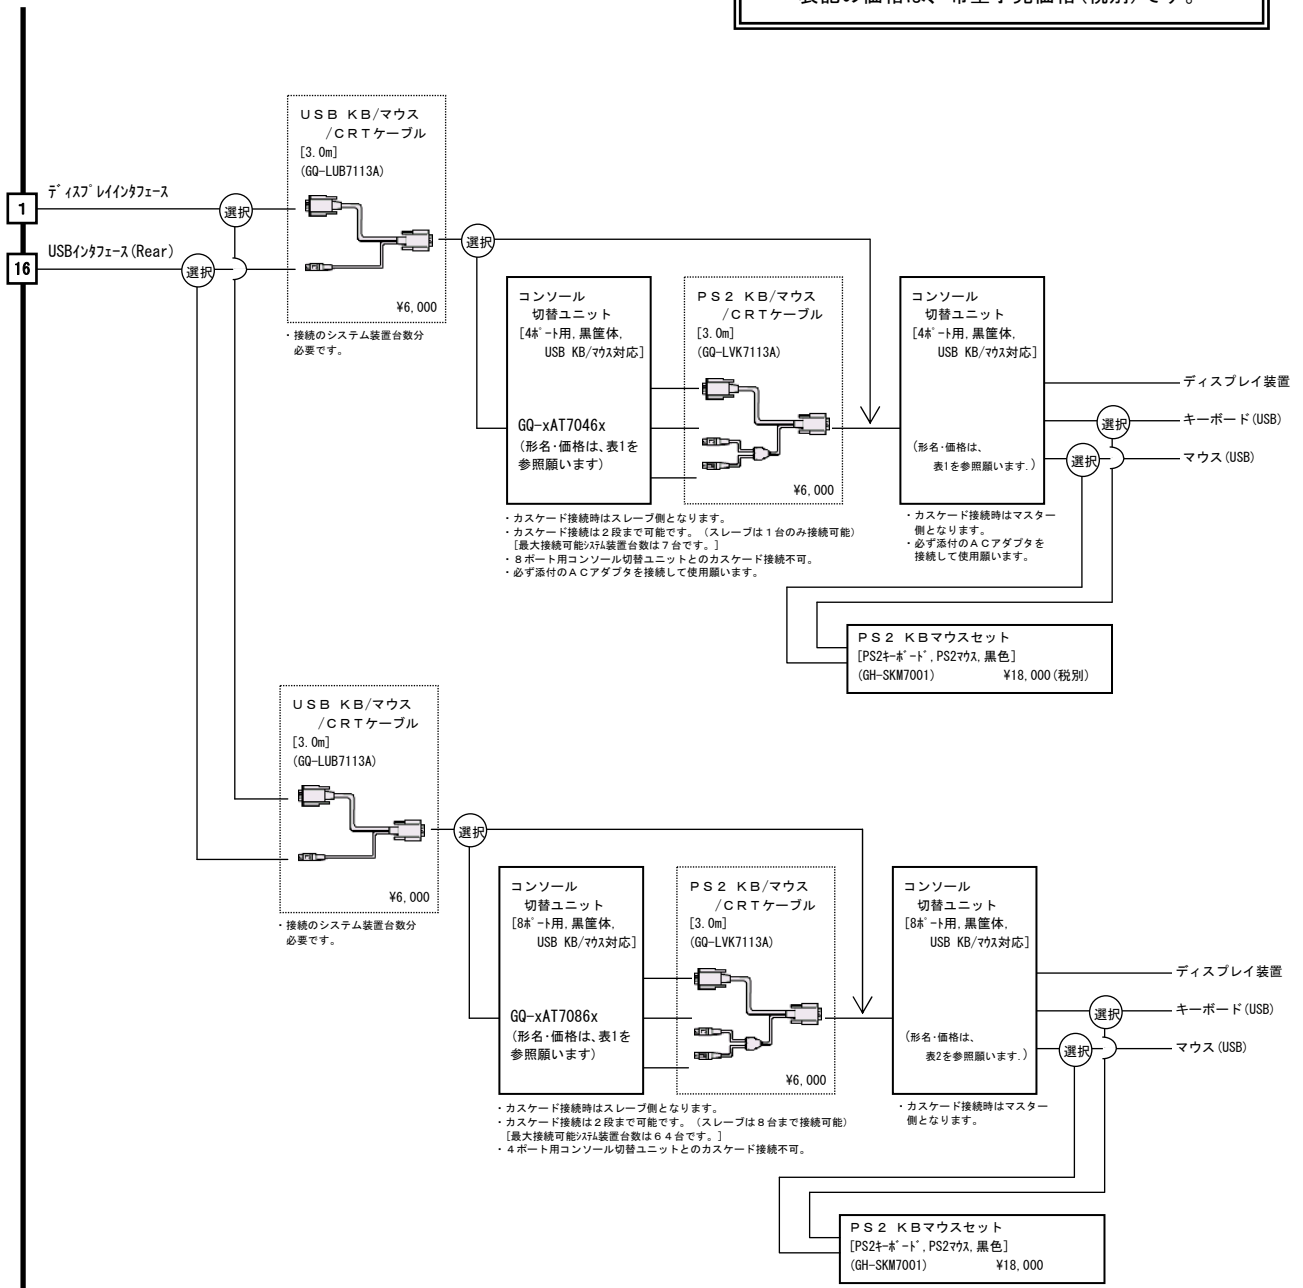 表記の価格は、希望小売価格(税別)です。
USB KB/マウス
/CRTケーブル
[3.0m]
(GQ-LUB7113A)
¥6,000
・接続のシステム装置台数分
必要です。
1
ディスプレイインタフェース
選択
16
USBインタフェース(Rear)
選択
選択
コンソール
切替ユニット
[4ポート用,黒筐体,
USB KB/マウス対応]
GQ-xAT7046x
(形名・価格は、表1を
参照願います)
PS2 KB/マウス
/CRTケーブル
[3.0m]
(GQ-LVK7113A)
¥6,000
コンソール
切替ユニット
[4ポート用,黒筐体,
USB KB/マウス対応]
(形名・価格は、
表1を参照願います.)
ディスプレイ装置
選択
キーボード(USB)
選択
マウス(USB)
・カスケード接続時はスレーブ側となります。
・カスケード接続は2段まで可能です。(スレーブは1台のみ接続可能)
[最大接続可能システム装置台数は7台です。]
・8ポート用コンソール切替ユニットとのカスケード接続不可。
・必ず添付のACアダプタを接続して使用願います。
・カスケード接続時はマスター
側となります。
・必ず添付のACアダプタを
接続して使用願います。
PS2 KBマウスセット
[PS2キーボード,PS2マウス,黒色]
(GH-SKM7001) ¥18,000(税別)
USB KB/マウス
/CRTケーブル
[3.0m]
(GQ-LUB7113A)
¥6,000
・接続のシステム装置台数分
必要です。
選択
コンソール
切替ユニット
[8ポート用,黒筐体,
USB KB/マウス対応]
GQ-xAT7086x
(形名・価格は、表1を
参照願います)
PS2 KB/マウス
/CRTケーブル
[3.0m]
(GQ-LVK7113A)
¥6,000
コンソール
切替ユニット
[8ポート用,黒筐体,
USB KB/マウス対応]
(形名・価格は、
表2を参照願います.)
ディスプレイ装置
選択
キーボード(USB)
選択
マウス(USB)
・カスケード接続時はスレーブ側となります。
・カスケード接続は2段まで可能です。(スレーブは8台まで接続可能)
[最大接続可能システム装置台数は64台です。]
・4ポート用コンソール切替ユニットとのカスケード接続不可。
・カスケード接続時はマスター
側となります。
PS2 KBマウスセット
[PS2キーボード,PS2マウス,黒色]
(GH-SKM7001) ¥18,000